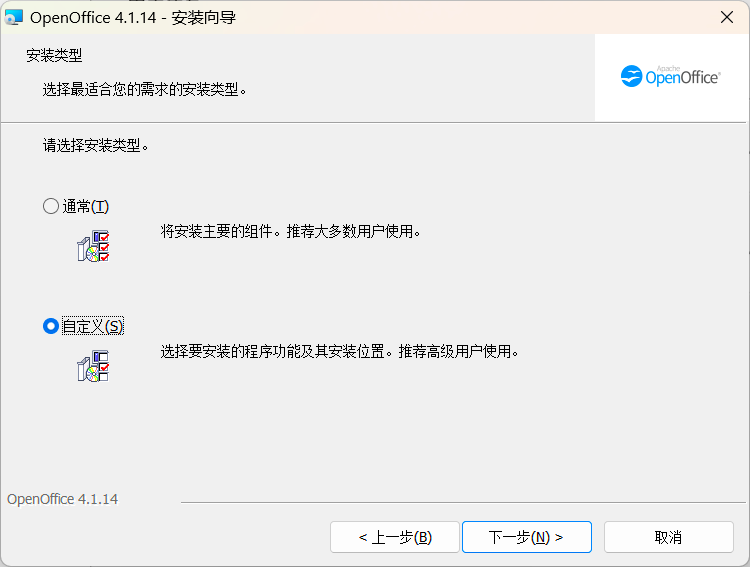 OpenOffice 4.1.14 - 安装向导
安装类型
选择最适合您的需求的安装类型。
Apache
OpenOffice
请选择安装类型。
通常(T)
将安装主要的组件。推荐大多数用户使用。
自定义(S)
选择要安装的程序功能及其安装位置。推荐高级用户使用。
OpenOffice 4.1.14
< 上一步(B)
下一步(N) >
取消